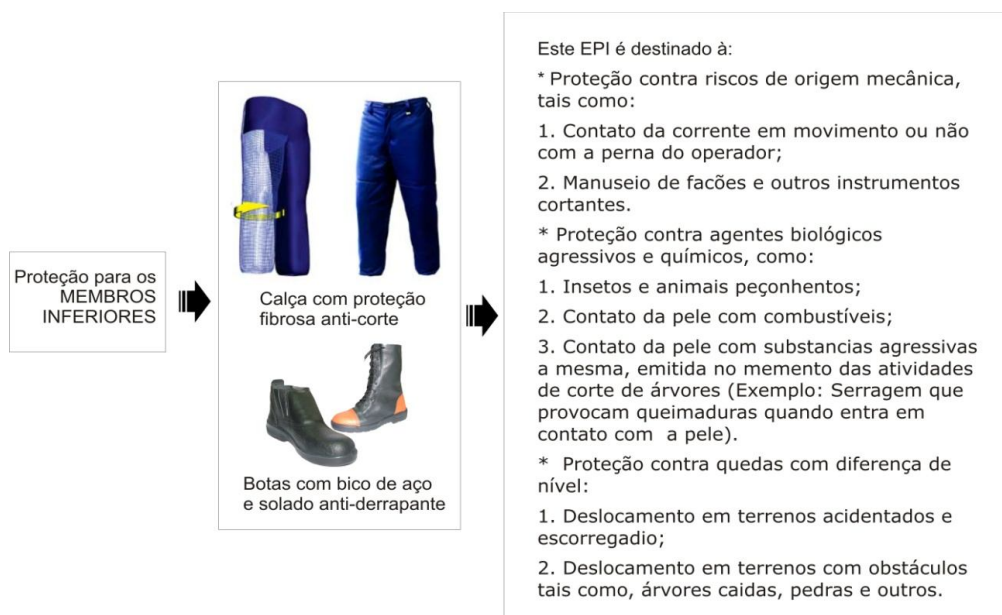 Proteção para os
MEMBROS
INFERIORES
Calça com proteção
fibrosa anti-corte
Botas com bico de aço
e solado anti-derrapante
Este EPI é destinado à:
* Proteção contra riscos de origem mecânica,
tais como:
1. Contato da corrente em movimento ou não
com a perna do operador;
2. Manuseio de facões e outros instrumentos
cortantes.
* Proteção contra agentes biológicos
agressivos e químicos, como:
1. Insetos e animais peçonhentos;
2. Contato da pele com combustíveis;
3. Contato da pele com substancias agressivas
a mesma, emitida no memento das atividades
de corte de árvores (Exemplo: Serragem que
provocam queimaduras quando entra em
contato com a pele).
* Proteção contra quedas com diferença de
nível:
1. Deslocamento em terrenos acidentados e
escorregadio;
2. Deslocamento em terrenos com obstáculos
tais como, árvores caidas, pedras e outros.